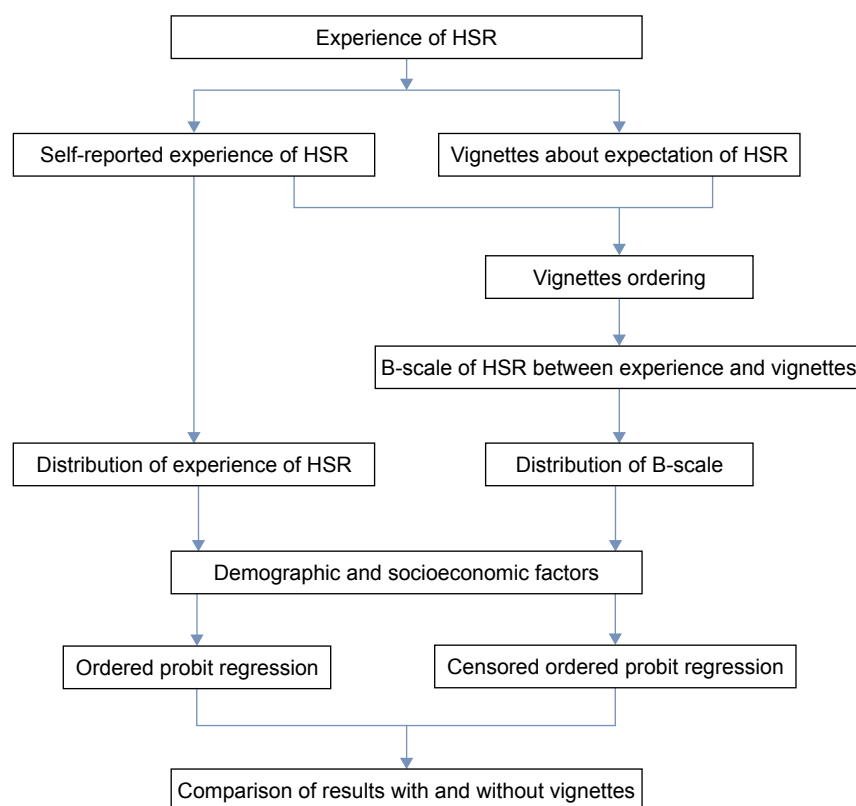 Experience of HSR
Self-reported experience of HSR
Vignettes about expectation of HSR
Vignettes ordering
B-scale of HSR between experience and vignettes
Distribution of experience of HSR
Distribution of B-scale
Demographic and socioeconomic factors
Ordered probit regression
Censored ordered probit regression
Comparison of results with and without vignettes